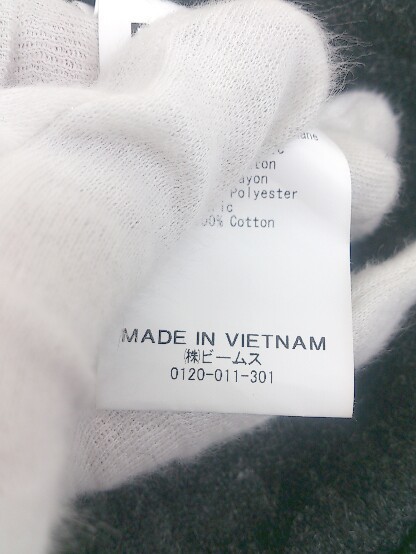 Polyester
Cotton
MADE IN VIETNAM
㈱ビームス
0120-011-301